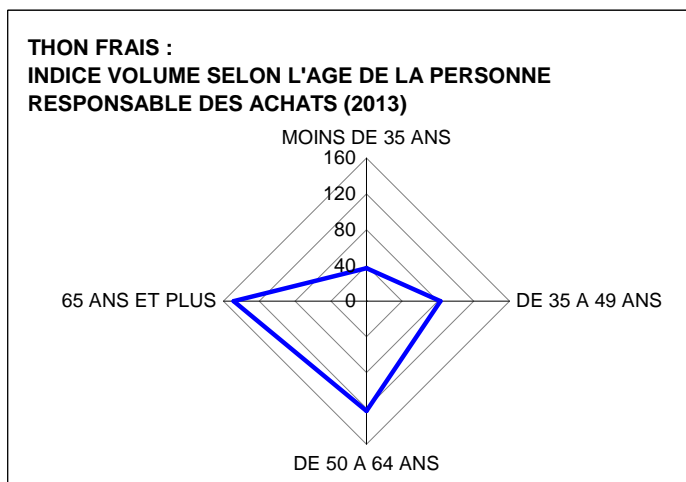 THON FRAIS :
INDICE VOLUME SELON L'AGE DE LA PERSONNE
RESPONSABLE DES ACHATS (2013)
MOINS DE 35 ANS
160
120
80
40
65 ANS ET PLUS 0 DE 35 A 49 ANS
DE 50 A 64 ANS